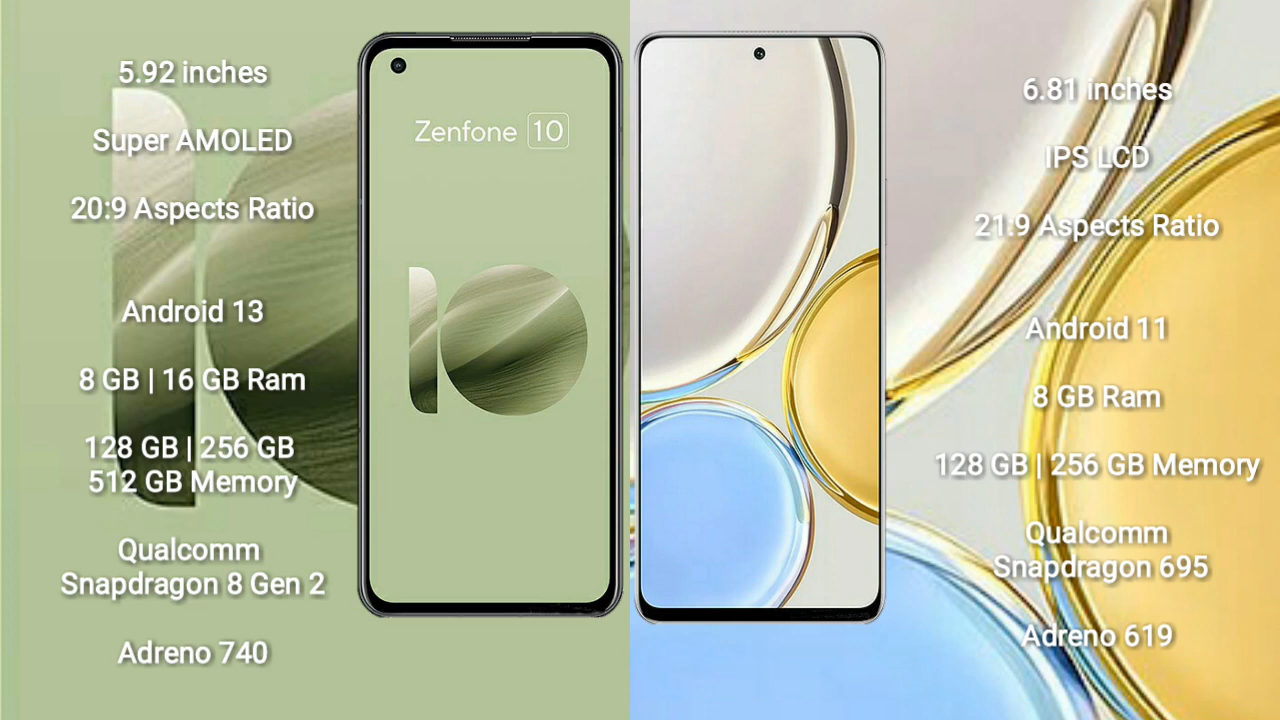 5.92 inches
Super AMOLED
20:9 Aspects Ratio
Android 13
8 GB | 16 GB Ram
128 GB | 256 GB
512 GB Memory
Qualcomm
Snapdragon 8 Gen 2
Adreno 740
Zenfone 10
10
6.81 inches
IPS LCD
21:9 Aspects Ratio
Android 11
8 GB Ram
128 GB | 256 GB Memory
Qualcomm
Snapdragon 695
Adreno 619